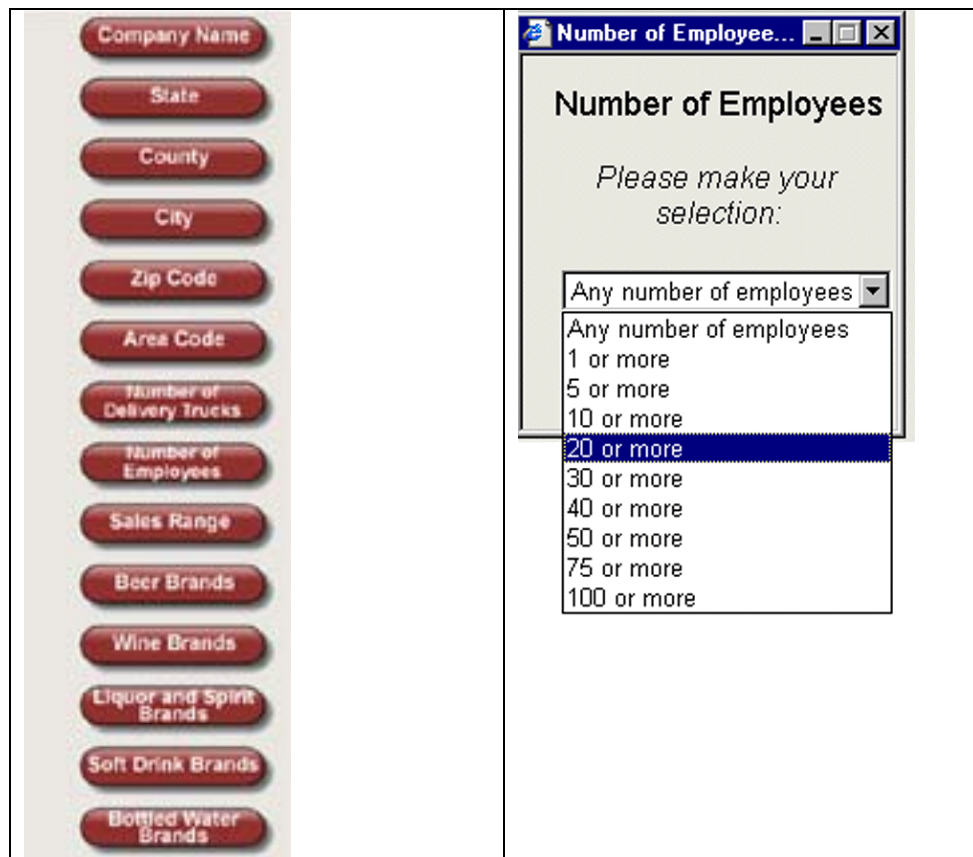 Company Name
State
County
City
Zip Code
Area Code
Number of
Delivery Trucks
Number of
Employees
Sales Range
Beer Brands
Wine Brands
Liquor and Spirit
Brands
Soft Drink Brands
Bottled Water
Brands
Number of Employee...
Number of Employees
Please make your
selection:
Any number of employees
Any number of employees
1 or more
5 or more
10 or more
20 or more
30 or more
40 or more
50 or more
75 or more
100 or more